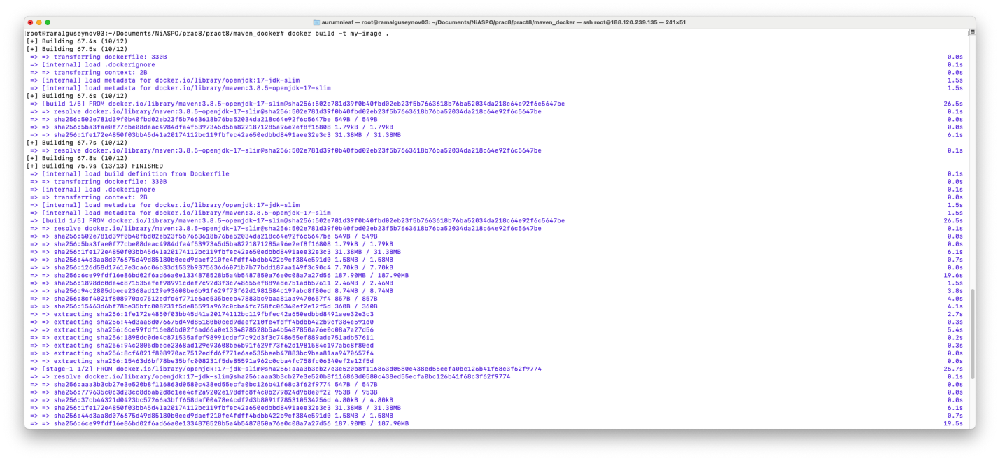 aurumnleaf — root@ramalguseynov03: ~/Documents/NiASPO/prac8/pract8/maven_docker — ssh root@188.120.239.135 — 241×51
root@ramalguseynov03:~/Documents/NiASPO/prac8/pract8/maven_docker# docker build -t my-image .
[+] Building 67.4s (10/12)
[+] Building 67.5s (10/12)
=> => transferring dockerfile: 330B 0.0s
=> [internal] load .dockerignore 0.1s
=> => transferring context: 2B 0.0s
=> [internal] load metadata for docker.io/library/openjdk:17-jdk-slim 1.5s
=> [internal] load metadata for docker.io/library/maven:3.8.5-openjdk-17-slim 1.5s
[+] Building 67.6s (10/12)
=> [build 1/5] FROM docker.io/library/maven:3.8.5-openjdk-17-slim@sha256:502e781d39f0b40fbd02eb23f5b7663618b76ba52034da218c64e92f6c5647be 26.5s
=> => resolve docker.io/library/maven:3.8.5-openjdk-17-slim@sha256:502e781d39f0b40fbd02eb23f5b7663618b76ba52034da218c64e92f6c5647be 0.1s
=> => sha256:502e781d39f0b40fbd02eb23f5b7663618b76ba52034da218c64e92f6c5647be 549B / 549B 0.0s
=> => sha256:5ba3fae0f77cbe08deac4984dfa4f5397345d5ba8221871285a96e2ef8f16808 1.79kB / 1.79kB 0.0s
=> => sha256:1fe172e4850f03bb45d41a20174112bc119fbfec42a650edbbd8491aee32e3c3 31.38MB / 31.38MB 6.1s
[+] Building 67.7s (10/12)
=> => resolve docker.io/library/maven:3.8.5-openjdk-17-slim@sha256:502e781d39f0b40fbd02eb23f5b7663618b76ba52034da218c64e92f6c5647be 0.1s
[+] Building 67.8s (10/12)
[+] Building 75.9s (13/13) FINISHED
=> [internal] load build definition from Dockerfile 0.1s
=> => transferring dockerfile: 330B 0.0s
=> [internal] load .dockerignore 0.1s
=> => transferring context: 2B 0.0s
=> [internal] load metadata for docker.io/library/openjdk:17-jdk-slim 1.5s
=> [internal] load metadata for docker.io/library/maven:3.8.5-openjdk-17-slim 1.5s
=> [build 1/5] FROM docker.io/library/maven:3.8.5-openjdk-17-slim@sha256:502e781d39f0b40fbd02eb23f5b7663618b76ba52034da218c64e92f6c5647be 26.5s
=> => resolve docker.io/library/maven:3.8.5-openjdk-17-slim@sha256:502e781d39f0b40fbd02eb23f5b7663618b76ba52034da218c64e92f6c5647be 0.1s
=> => sha256:502e781d39f0b40fbd02eb23f5b7663618b76ba52034da218c64e92f6c5647be 549B / 549B 0.0s
=> => sha256:5ba3fae0f77cbe08deac4984dfa4f5397345d5ba8221871285a96e2ef8f16808 1.79kB / 1.79kB 0.0s
=> => sha256:1fe172e4850f03bb45d41a20174112bc119fbfec42a650edbbd8491aee32e3c3 31.38MB / 31.38MB 6.1s
=> => sha256:44d3aa8d076675d49d85180b0ced9daef210fe4fdff4bdbb422b9cf384e591d0 1.58MB / 1.58MB 0.7s
=> => sha256:126d58d17617e3ca6c06b33d1532b9375636d6071b7b77bdd187aa149f3c90c4 7.70kB / 7.70kB 0.0s
=> => sha256:6ce99fdf16e86bd02f6ad66a0e1334878528b5a4b5487850a76e0c08a7a27d56 187.90MB / 187.90MB 19.6s
=> => sha256:1898dc0de4c871535afef98991cdef7c92d3f3c748655ef889ade751adb57611 2.46MB / 2.46MB 1.5s
=> => sha256:94c2805dbece2368ad129e93608be6b91f629f73f62d1981584c197abc8f80ed 8.74MB / 8.74MB 3.8s
=> => sha256:8cf4021f808970ac7512edfd6f771e6ae535beeb47883bc9baa81aa9470657f4 857B / 857B 4.0s
=> => sha256:15463d6bf78be35bfc008231f5de85591a962c0cba4fc758fc06340ef2e12f5d 360B / 360B 4.1s
=> => extracting sha256:1fe172e4850f03bb45d41a20174112bc119fbfec42a650edbbd8491aee32e3c3 2.7s
=> => extracting sha256:44d3aa8d076675d49d85180b0ced9daef210fe4fdff4bdbb422b9cf384e591d0 0.3s
=> => extracting sha256:6ce99fdf16e86bd02f6ad66a0e1334878528b5a4b5487850a76e0c08a7a27d56 5.4s
=> => extracting sha256:1898dc0de4c871535afef98991cdef7c92d3f3c748655ef889ade751adb57611 0.2s
=> => extracting sha256:94c2805dbece2368ad129e93608be6b91f629f73f62d1981584c197abc8f80ed 0.3s
=> => extracting sha256:8cf4021f808970ac7512edfd6f771e6ae535beeb47883bc9baa81aa9470657f4 0.0s
=> => extracting sha256:15463d6bf78be35bfc008231f5de85591a962c0cba4fc758fc06340ef2e12f5d 0.0s
=> [stage-1 1/2] FROM docker.io/library/openjdk:17-jdk-slim@sha256:aaa3b3cb27e3e520b8f116863d0580c438ed55ecfa0bc126b41f68c3f62f9774 25.7s
=> => resolve docker.io/library/openjdk:17-jdk-slim@sha256:aaa3b3cb27e3e520b8f116863d0580c438ed55ecfa0bc126b41f68c3f62f9774 0.1s
=> => sha256:aaa3b3cb27e3e520b8f116863d0580c438ed55ecfa0bc126b41f68c3f62f9774 547B / 547B 0.0s
=> => sha256:779635c0c3d23cc8dbab2d8c1ee4cf2a9202e198dfc8f4c0b279824d9b8e0f22 953B / 953B 0.0s
=> => sha256:37cb44321d0423bc57266a3bff658daf00478e4cdf2d3b8091f785310534256d 4.80kB / 4.80kB 0.0s
=> => sha256:1fe172e4850f03bb45d41a20174112bc119fbfec42a650edbbd8491aee32e3c3 31.38MB / 31.38MB 6.1s
=> => sha256:44d3aa8d076675d49d85180b0ced9daef210fe4fdff4bdbb422b9cf384e591d0 1.58MB / 1.58MB 0.7s
=> => sha256:6ce99fdf16e86bd02f6ad66a0e1334878528b5a4b5487850a76e0c08a7a27d56 187.90MB / 187.90MB 19.5s